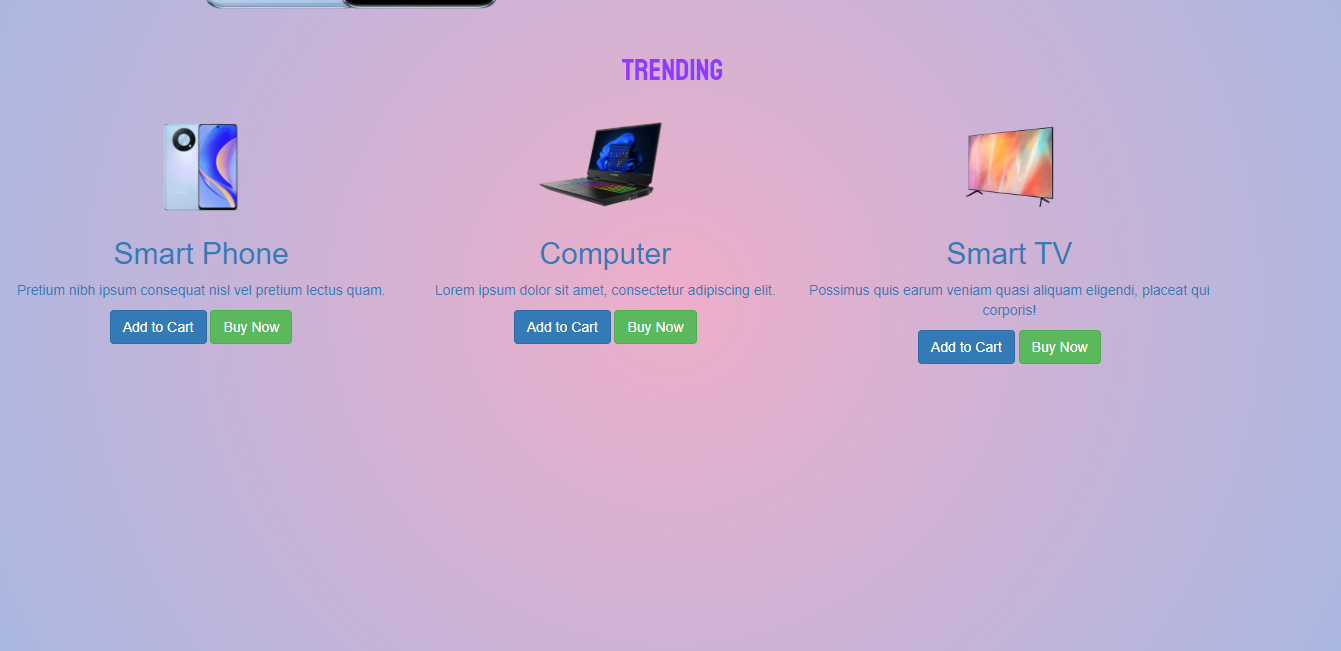 TRENDING
Smart Phone
Pretium nibh ipsum consequat nisl vel pretium lectus quam.
Add to Cart Buy Now
Computer
Lorem ipsum dolor sit amet, consectetur adipiscing elit.
Add to Cart Buy Now
Smart TV
Possimus quis earum veniam quasi aliquam eligendi, placeat qui
corporis!
Add to Cart Buy Now